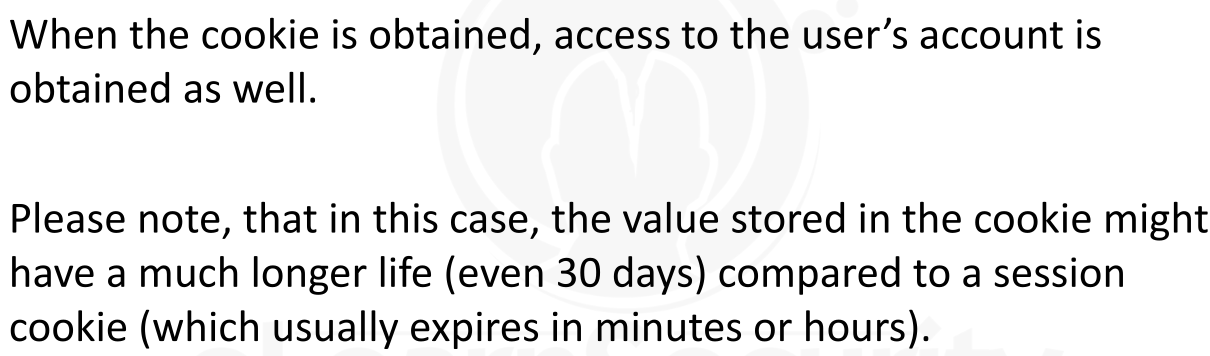 When the cookie is obtained, access to the user’s account is
obtained as well.
Please note, that in this case, the value stored in the cookie might
have a much longer life (even 30 days) compared to a session
cookie (which usually expires in minutes or hours).